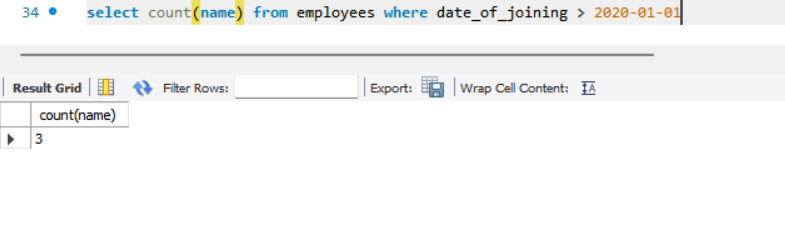 34 select count(name) from employees where date_of_joining > 2020-01-01
Result Grid Filter Rows: Export: Wrap Cell Content: IA
count(name)
3